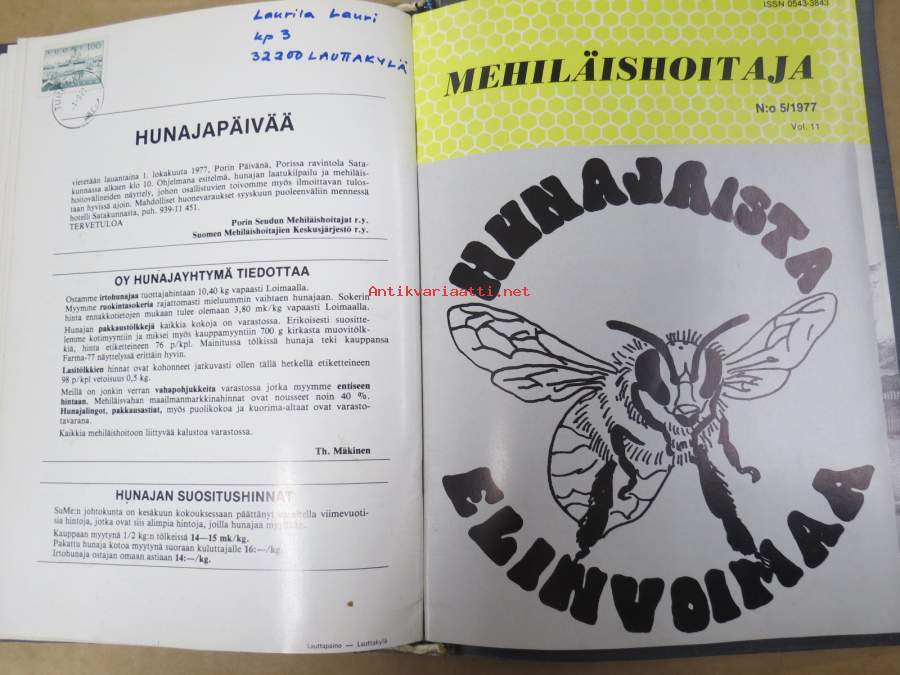 Laurila Lauri
kp 3
32200 LAUTTAKYLÄ
SUOMI 100
HUNAJAPÄIVÄÄ
vietetään lauantaina 1. lokakuuta 1977, Porin Päivänä, Porissa ravintola Sata-
kunnassa alkaen klo 10. Ohjelmana esitelmä, hunajan laatukilpailu ja mehiläis-
hoitovälineiden näyttely, johon osallistuvien toivomme myös ilmoittavan tulos-
taan hyvissä ajoin. Mahdolliset huonevaraukset syyskuun puoleenväliin mennessä
hotelli Satakunnasta, puh. 939-11 451.
TERVETULOA
Porin Seudun Mehiläishoitajat r.y.
Suomen Mehiläishoitajien Keskusjärjestö r.y.
OY HUNAJAYHTYMÄ TIEDOTTAA
Ostamme irtohunajaa tuottajahintaan 10,40 kg vapaasti Loimaalla.
Myymme ruokintasokeria rajattomasti mieluummin vaihtaen hunajaan. Sokerin
hinta ennakkotietojen mukaan tulee olemaan 3,80 mk/kg vapaasti Loimaalla.
Hunajan pakkaustölkkejä kaikkia kokoja on varastossa. Erikoisesti suositte-
lemme kotimyyntiin ja miksei myös kauppamyyntiin 700 g kirkasta muovitölk-
kiä, hinta etiketteineen 76 p/kpl. Mainitussa tölkissä hunaja teki kauppansa
Farma-77 näyttelyssä erittäin hyvin.
Lasitölkkien hinnat ovat kohonneet jatkuvasti ollen tällä hetkellä etiketteineen
98 p/kpl vetoisuus 0,5 kg.
Meillä on jonkin verran vahapohjukkeita varastossa jotka myymme entiseen
hintaan. Mehiläisvahan maailmanmarkkinahinnat ovat nousseet noin 40 %.
Hunajalingot, pakkausastiat, myös puolikokoa ja kuorima-altaat ovat varasto-
tavarana.
Kaikkia mehiläishoitoon liittyvää kalustoa varastossa.
Th. Mäkinen
HUNAJAN SUOSITUSHINNAT
SuMe:n johtokunta on kesäkuun kokouksessaan päättänyt viimevuoti-
sia hintoja, jotka ovat siis alimpia hintoja, joilla hunajaa
Kauppaan myytynä 1/2 kg:n tölkeissä 14—15 mk/kg.
Pakattu hunaja kotoa myytynä suoraan kuluttajalle 16:—/kg.
Irtohunaja ostajan omaan astiaan 14:—/kg.
Lauttapaino — Lauttakylä
ISSN 0543-3843
MEHILÄISHOITAJA
N:o 5/1977
Vol. 11
HUNAJAISTA
ELINVOIMAA
Antikvariaatti.net